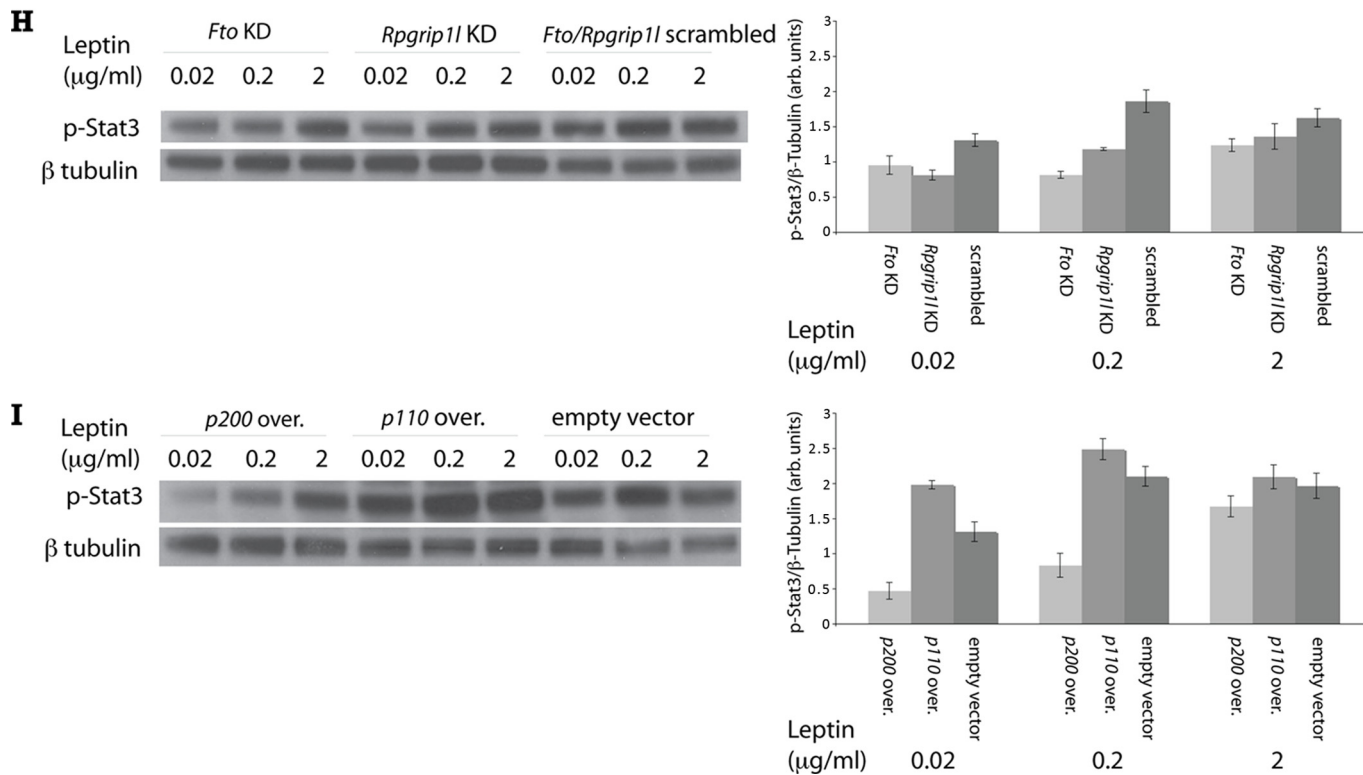 H
Fto KD Rpgrip1l KD Fto/Rpgrip1l scrambled
Leptin
(μg/ml) 0.02 0.2 2 0.02 0.2 2 0.02 0.2 2
p-Stat3
β tubulin
p-Stat3/β-Tubulin (arb. units)
3
2.5
2
1.5
1
0.5
0
Fto KD
Rpgrip1l KD
scrambled
Fto KD
Rpgrip1l KD
scrambled
Fto KD
Rpgrip1l KD
scrambled
Leptin
(μg/ml) 0.02 0.2 2
I
p200 over. p110 over. empty vector
Leptin
(μg/ml) 0.02 0.2 2 0.02 0.2 2 0.02 0.2 2
p-Stat3
β tubulin
p-Stat3/β-Tubulin (arb. units)
3
2.5
2
1.5
1
0.5
0
p200 over.
p110 over.
empty vector
p200 over.
p110 over.
empty vector
p200 over.
p110 over.
empty vector
Leptin
(μg/ml) 0.02 0.2 2